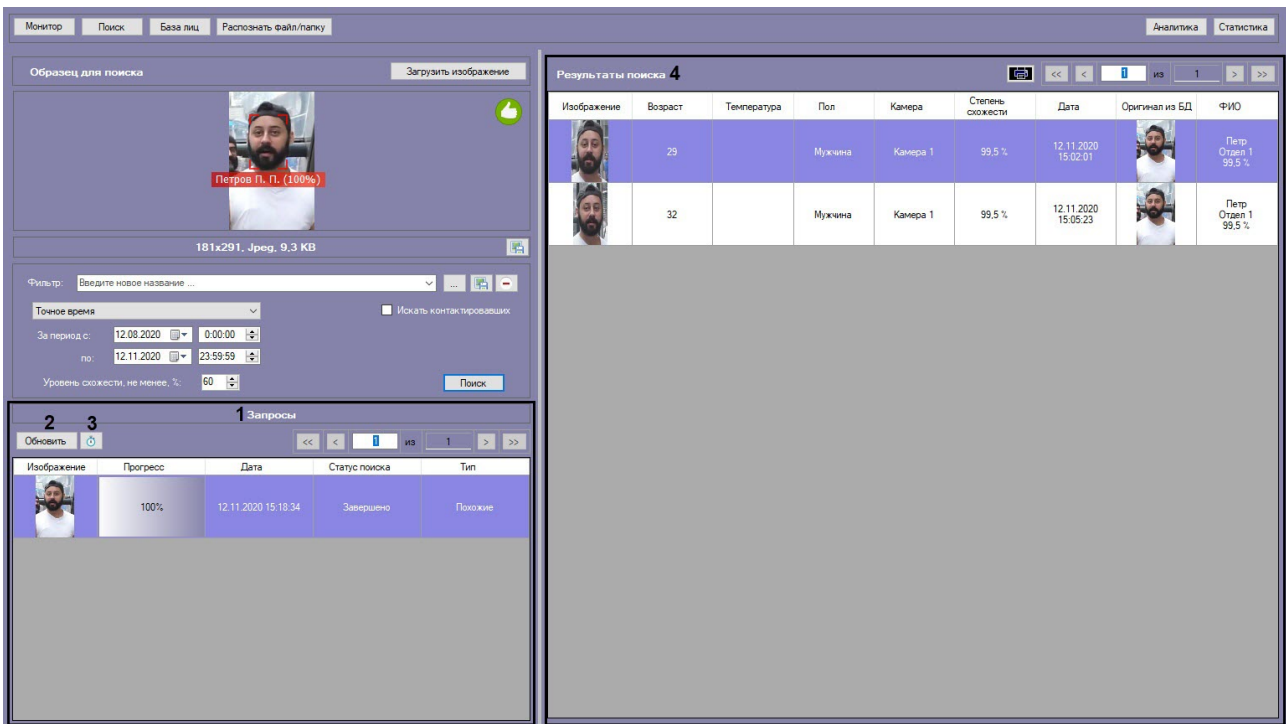 Монитор Поиск База лиц Распознать файл/папку Аналитика Статистика
Образец для поиска Загрузить изображение
Петров П. П. (100%)
181x291, Jpeg, 9,3 KB
Фильтр: Введите новое название ... ...
Точное время Искать контактировавших
За период с: 12.08.2020 0:00:00
по: 12.11.2020 23:59:59
Уровень схожести, не менее, %: 60 Поиск
1 Запросы
2 3
Обновить << < 1 из 1 > >>
Изображение Прогресс Дата Статус поиска Тип
100% 12.11.2020 15:18:34 Завершено Похожие
Результаты поиска 4 << < 1 из 1 > >>
Изображение Возраст Температура Пол Камера Степень схожести Дата Оригинал из БД ФИО
29 Мужчина Камера 1 99,5 % 12.11.2020 15:02:01 Петр Отдел 1 99,5 %
32 Мужчина Камера 1 99,5 % 12.11.2020 15:05:23 Петр Отдел 1 99,5 %